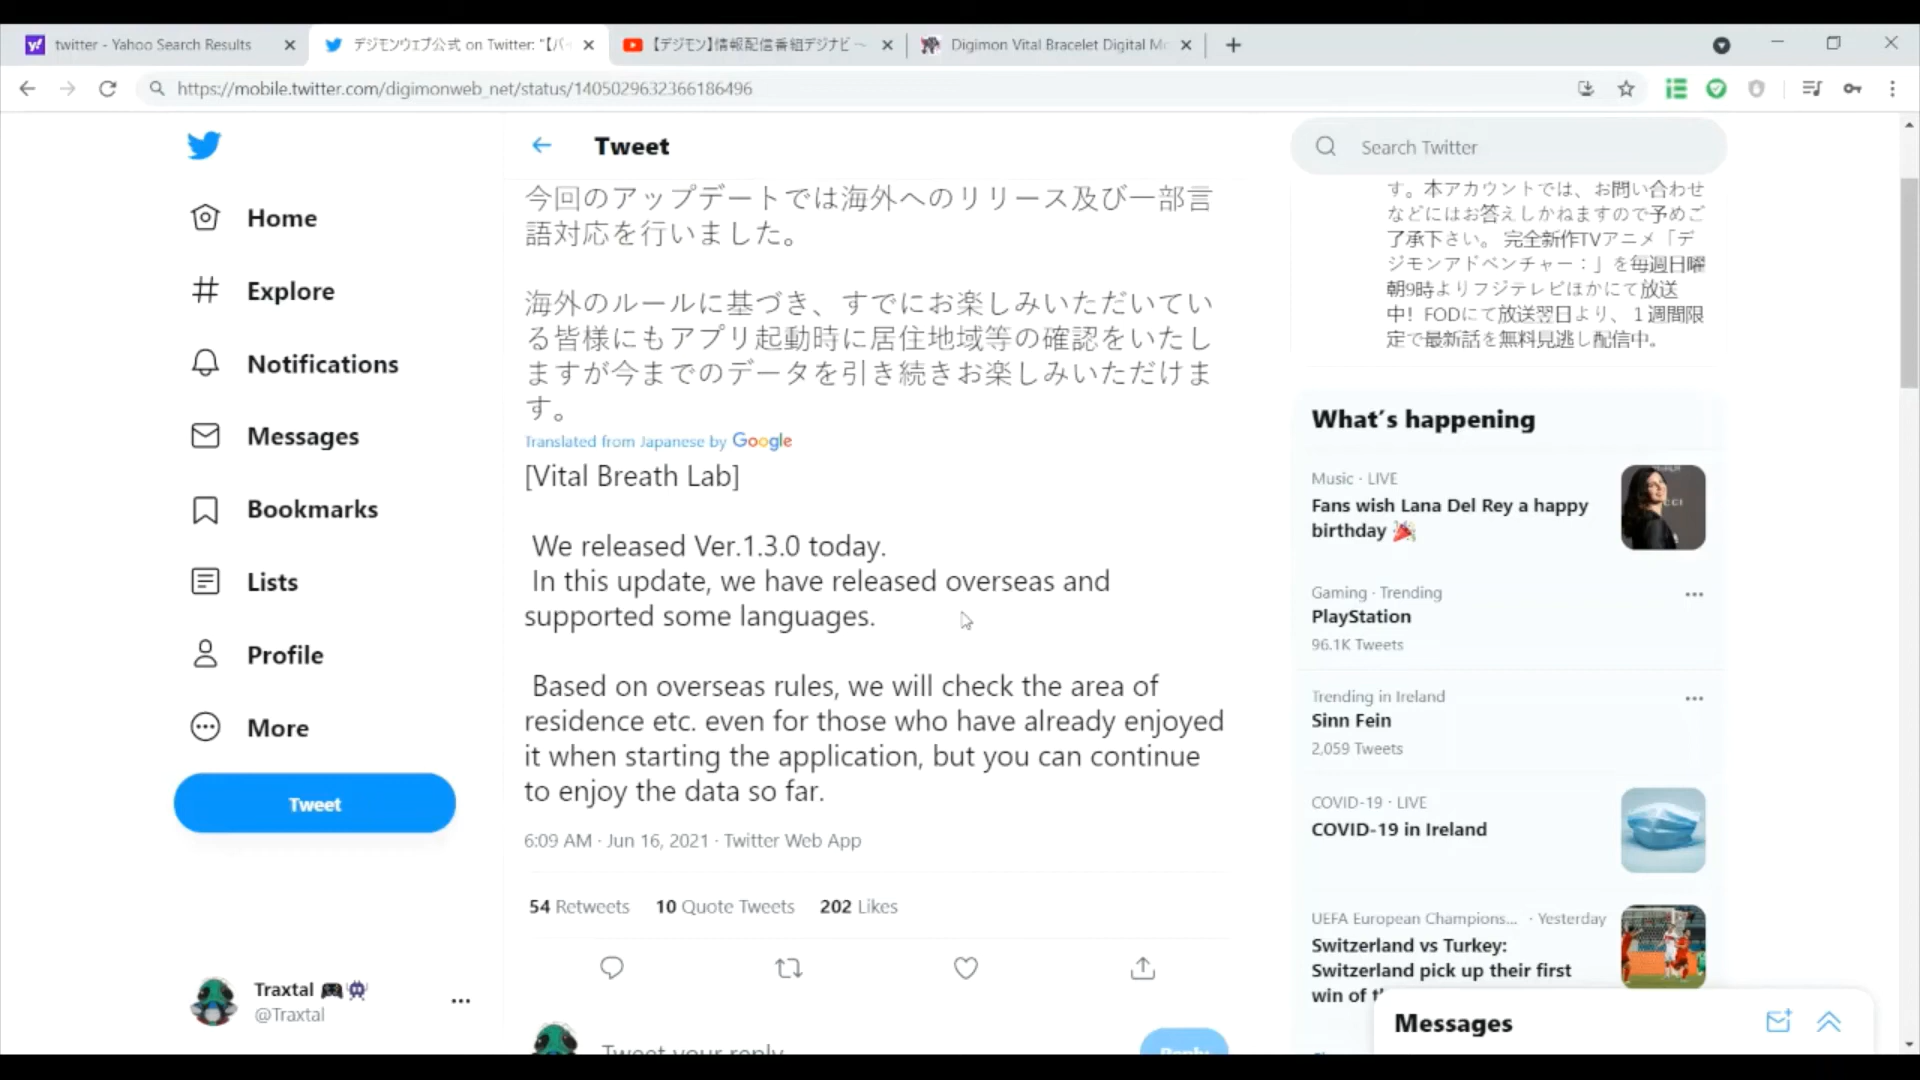 twitter - Yahoo Search Results
デジモンウェブ公式 on Twitter: "【バイ
【デジモン】情報配信番組デジナビ～
Digimon Vital Bracelet Digital Mo
https://mobile.twitter.com/digimonweb_net/status/1405029632366186496
Home
Explore
Notifications
Messages
Bookmarks
Lists
Profile
More
Tweet
Traxtal
@Traxtal
Tweet
今回のアップデートでは海外へのリリース及び一部言
語対応を行いました。
海外のルールに基づき、すでにお楽しみいただいてい
る皆様にもアプリ起動時に居住地域等の確認をいたし
ますが今までのデータを引き続きお楽しみいただけま
す。
Translated from Japanese by Google
[Vital Breath Lab]
We released Ver.1.3.0 today.
In this update, we have released overseas and
supported some languages.
Based on overseas rules, we will check the area of
residence etc. even for those who have already enjoyed
it when starting the application, but you can continue
to enjoy the data so far.
6:09 AM · Jun 16, 2021 · Twitter Web App
54 Retweets 10 Quote Tweets 202 Likes
Tweet your reply
Reply
Search Twitter
す。本アカウントでは、お問い合わせ
などにはお答えしかねますので予めご
了承下さい。 完全新作TVアニメ「デ
ジモンアドベンチャー：」を毎週日曜
朝9時よりフジテレビほかにて放送
中！FODにて放送翌日より、１週間限
定で最新話を無料見逃し配信中。
What's happening
Music · LIVE
Fans wish Lana Del Rey a happy
birthday
Gaming · Trending
PlayStation
96.1K Tweets
Trending in Ireland
Sinn Fein
2,059 Tweets
COVID-19 · LIVE
COVID-19 in Ireland
UEFA European Champions... · Yesterday
Switzerland vs Turkey:
Switzerland pick up their first
win of
Messages